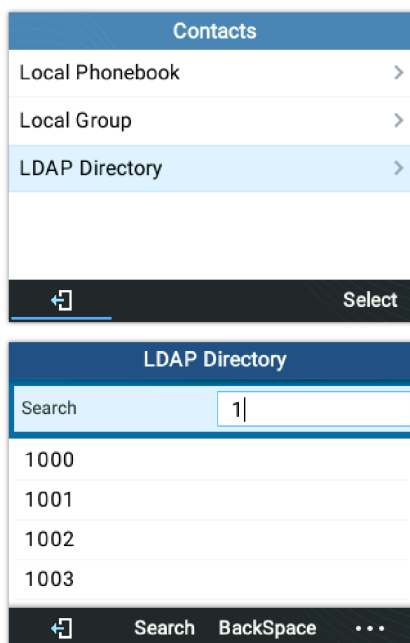 Contacts
Local Phonebook
Local Group
LDAP Directory
Select
LDAP Directory
Search 1
1000
1001
1002
1003
Search BackSpace ...